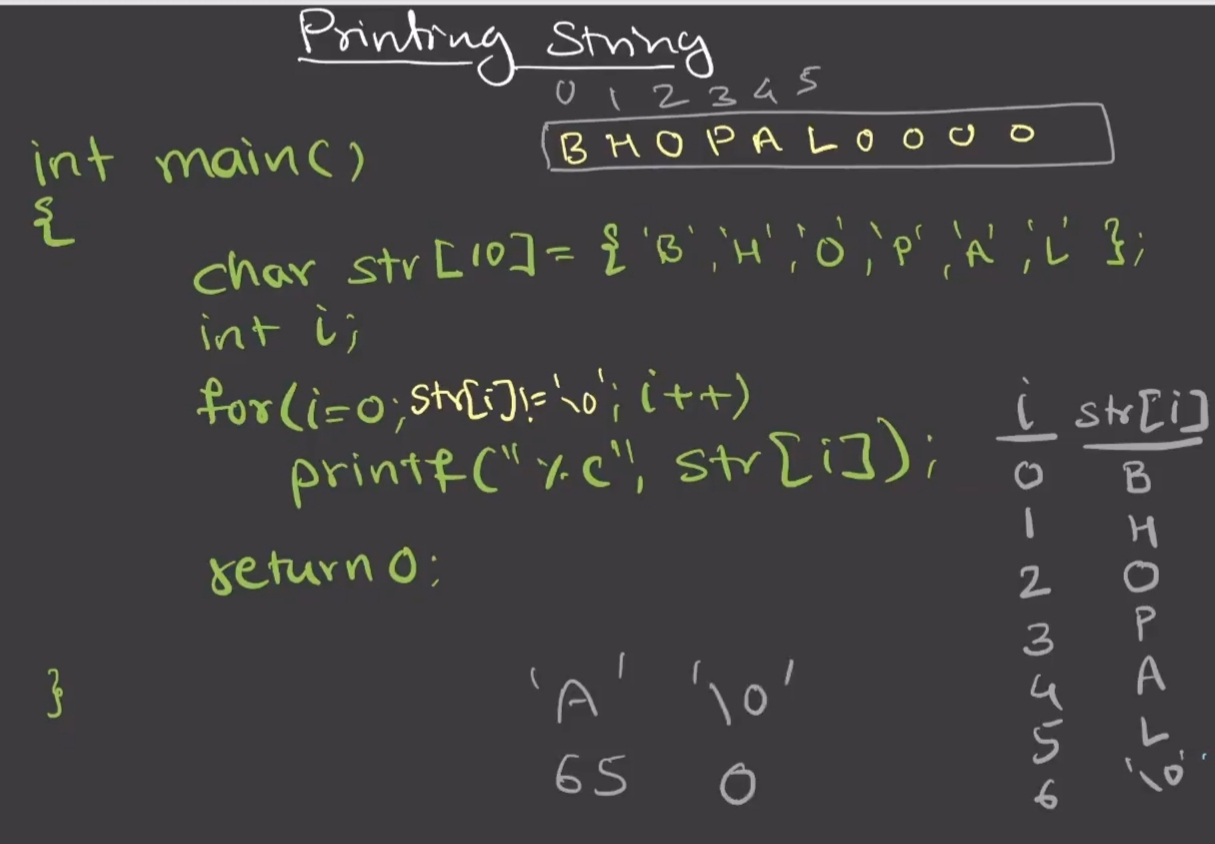 Printing String
0 1 2 3 4 5
B H O P A L 0 0 0 0
int main()
{
char str[10]= { 'B', 'H', 'O', 'P', 'A', 'L' };
int i;
for(i=0; str[i]!='\0'; i++)
printf("%c", str[i]);
return 0;
}
i str[i]
0 B
1 H
2 O
3 P
4 A
5 L
6 '\0'
'A' '\0'
65 0